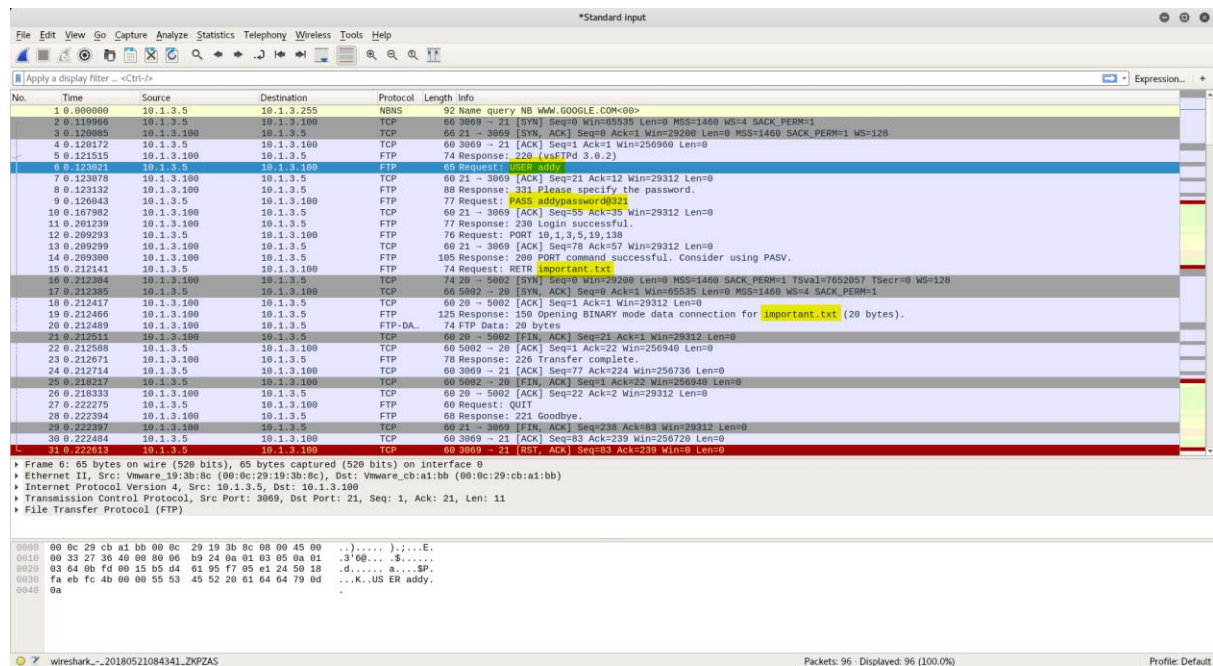 *Standard input
File Edit View Go Capture Analyze Statistics Telephony Wireless Tools Help
Apply a display filter ... <Ctrl-/> Expression... +
No. Time Source Destination Protocol Length Info
1 0.000000 10.1.3.5 10.1.3.255 NBNS 92 Name query NB WWW.GOOGLE.COM<00>
2 0.119966 10.1.3.5 10.1.3.100 TCP 66 3069 → 21 [SYN] Seq=0 Win=65535 Len=0 MSS=1460 WS=4 SACK_PERM=1
3 0.120085 10.1.3.100 10.1.3.5 TCP 66 21 → 3069 [SYN, ACK] Seq=0 Ack=1 Win=29200 Len=0 MSS=1460 SACK_PERM=1 WS=128
4 0.120172 10.1.3.5 10.1.3.100 TCP 60 3069 → 21 [ACK] Seq=1 Ack=1 Win=256960 Len=0
5 0.121515 10.1.3.100 10.1.3.5 FTP 74 Response: 220 (vsFTPd 3.0.2)
6 0.123021 10.1.3.5 10.1.3.100 FTP 65 Request: USER addy
7 0.123078 10.1.3.100 10.1.3.5 TCP 60 21 → 3069 [ACK] Seq=21 Ack=12 Win=29312 Len=0
8 0.123132 10.1.3.100 10.1.3.5 FTP 88 Response: 331 Please specify the password.
9 0.126043 10.1.3.5 10.1.3.100 FTP 77 Request: PASS addypassword@321
10 0.167982 10.1.3.100 10.1.3.5 TCP 60 21 → 3069 [ACK] Seq=55 Ack=35 Win=29312 Len=0
11 0.201239 10.1.3.100 10.1.3.5 FTP 77 Response: 230 Login successful.
12 0.209293 10.1.3.5 10.1.3.100 FTP 76 Request: PORT 10,1,3,5,19,138
13 0.209299 10.1.3.100 10.1.3.5 TCP 60 21 → 3069 [ACK] Seq=78 Ack=57 Win=29312 Len=0
14 0.209300 10.1.3.100 10.1.3.5 FTP 105 Response: 200 PORT command successful. Consider using PASV.
15 0.212141 10.1.3.5 10.1.3.100 FTP 74 Request: RETR important.txt
16 0.212304 10.1.3.100 10.1.3.5 TCP 74 20 → 5002 [SYN] Seq=0 Win=29200 Len=0 MSS=1460 SACK_PERM=1 TSval=7652057 TSecr=0 WS=128
17 0.212385 10.1.3.5 10.1.3.100 TCP 66 5002 → 20 [SYN, ACK] Seq=0 Ack=1 Win=65535 Len=0 MSS=1460 WS=4 SACK_PERM=1
18 0.212417 10.1.3.100 10.1.3.5 TCP 60 20 → 5002 [ACK] Seq=1 Ack=1 Win=29312 Len=0
19 0.212466 10.1.3.100 10.1.3.5 FTP 125 Response: 150 Opening BINARY mode data connection for important.txt (20 bytes).
20 0.212489 10.1.3.100 10.1.3.5 FTP-DA… 74 FTP Data: 20 bytes
21 0.212511 10.1.3.100 10.1.3.5 TCP 60 20 → 5002 [FIN, ACK] Seq=21 Ack=1 Win=29312 Len=0
22 0.212588 10.1.3.5 10.1.3.100 TCP 60 5002 → 20 [ACK] Seq=1 Ack=22 Win=256940 Len=0
23 0.212671 10.1.3.100 10.1.3.5 FTP 78 Response: 226 Transfer complete.
24 0.212714 10.1.3.5 10.1.3.100 TCP 60 3069 → 21 [ACK] Seq=77 Ack=224 Win=256736 Len=0
25 0.218217 10.1.3.5 10.1.3.100 TCP 60 5002 → 20 [FIN, ACK] Seq=1 Ack=22 Win=256940 Len=0
26 0.218333 10.1.3.100 10.1.3.5 TCP 60 20 → 5002 [ACK] Seq=22 Ack=2 Win=29312 Len=0
27 0.222275 10.1.3.5 10.1.3.100 FTP 60 Request: QUIT
28 0.222394 10.1.3.100 10.1.3.5 FTP 68 Response: 221 Goodbye.
29 0.222397 10.1.3.100 10.1.3.5 TCP 60 21 → 3069 [FIN, ACK] Seq=238 Ack=83 Win=29312 Len=0
30 0.222484 10.1.3.5 10.1.3.100 TCP 60 3069 → 21 [ACK] Seq=83 Ack=239 Win=256720 Len=0
31 0.222613 10.1.3.5 10.1.3.100 TCP 60 3069 → 21 [RST, ACK] Seq=83 Ack=239 Win=0 Len=0
Frame 6: 65 bytes on wire (520 bits), 65 bytes captured (520 bits) on interface 0
Ethernet II, Src: Vmware_19:3b:8c (00:0c:29:19:3b:8c), Dst: Vmware_cb:a1:bb (00:0c:29:cb:a1:bb)
Internet Protocol Version 4, Src: 10.1.3.5, Dst: 10.1.3.100
Transmission Control Protocol, Src Port: 3069, Dst Port: 21, Seq: 1, Ack: 21, Len: 11
File Transfer Protocol (FTP)
0000 00 0c 29 cb a1 bb 00 0c 29 19 3b 8c 08 00 45 00 ..)..... ).;...E.
0010 00 33 27 36 40 00 80 06 b9 24 0a 01 03 05 0a 01 .3'6@... .$......
0020 03 64 0b fd 00 15 b5 d4 61 95 f7 05 e1 24 50 18 .d...... a....$P.
0030 fa eb fc 4b 00 00 55 53 45 52 20 61 64 64 79 0d ...K..US ER addy.
0040 0a .
wireshark_-_20180521084341_ZKPZAS Packets: 96 · Displayed: 96 (100.0%) Profile: Default